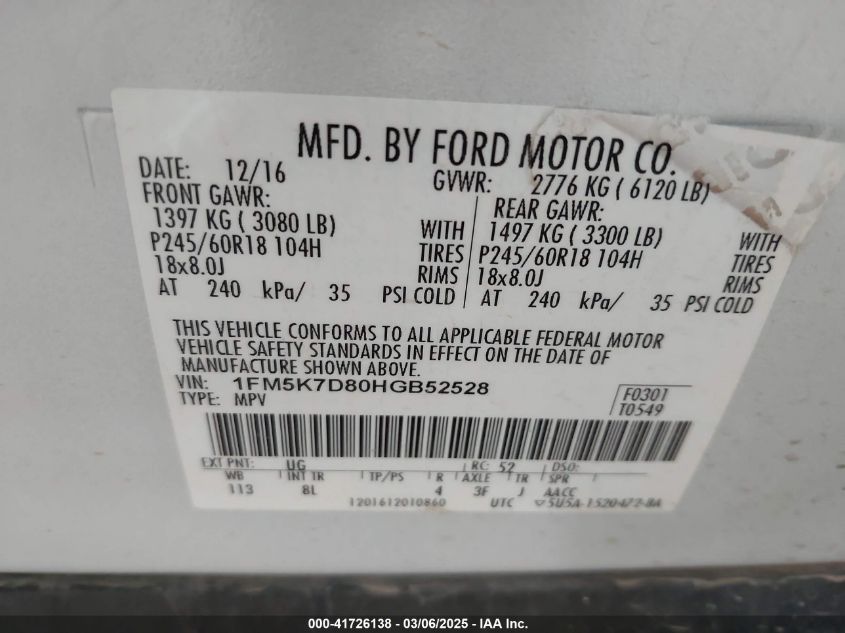 MFD. BY FORD MOTOR CO.
DATE: 12/16 GVWR: 2776 KG ( 6120 LB)
FRONT GAWR: REAR GAWR:
1397 KG ( 3080 LB) WITH 1497 KG ( 3300 LB) WITH
P245/60R18 104H TIRES P245/60R18 104H TIRES
18x8.0J RIMS 18x8.0J RIMS
AT 240 kPa/ 35 PSI COLD AT 240 kPa/ 35 PSI COLD
THIS VEHICLE CONFORMS TO ALL APPLICABLE FEDERAL MOTOR
VEHICLE SAFETY STANDARDS IN EFFECT ON THE DATE OF
MANUFACTURE SHOWN ABOVE.
VIN: 1FM5K7D80HGB52528 F0301
TYPE: MPV T0549
EXT PNT: UG RC: 52 DSO:
WB INT TR TP/PS R AXLE TR SPR
113 8L 4 3F J AACC
1201612010860 UTC ▽5U5A-1520472-BA
000-41726138 - 03/06/2025 - IAA Inc.